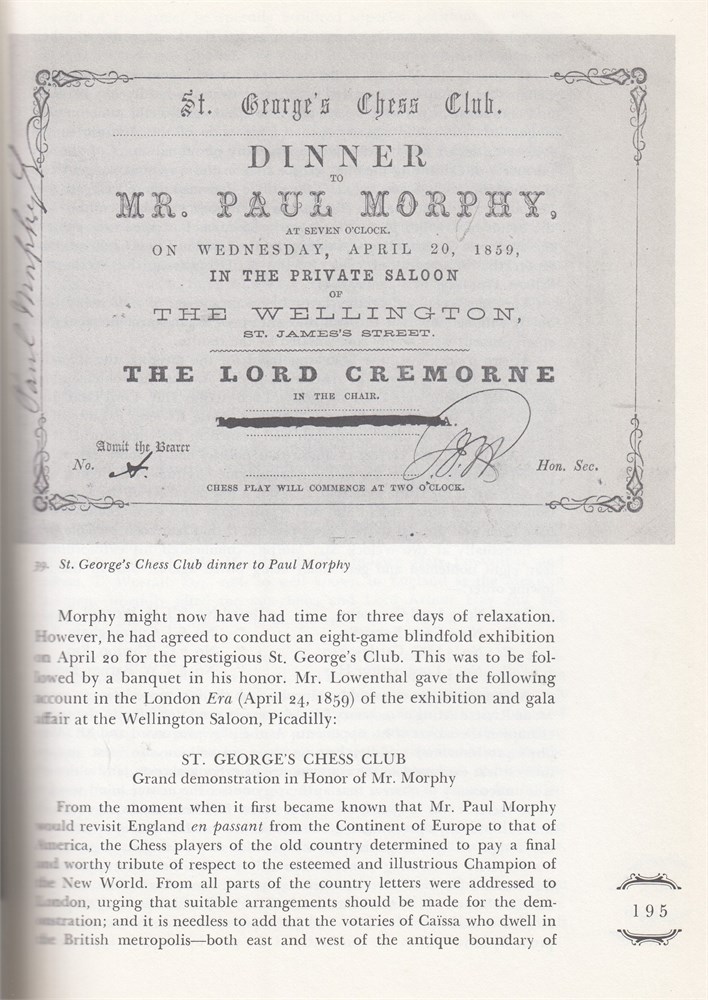 St. George's Chess Club.
DINNER
TO
MR. PAUL MORPHY,
AT SEVEN O'CLOCK.
ON WEDNESDAY, APRIL 20, 1859,
IN THE PRIVATE SALOON
OF
THE WELLINGTON,
ST. JAMES'S STREET.
THE LORD CREMORNE
IN THE CHAIR.
Admit the Bearer
No.
Hon. Sec.
CHESS PLAY WILL COMMENCE AT TWO O'CLOCK.
Paul Morphy
39. St. George's Chess Club dinner to Paul Morphy
Morphy might now have had time for three days of relaxation.
However, he had agreed to conduct an eight-game blindfold exhibition
on April 20 for the prestigious St. George's Club. This was to be fol-
lowed by a banquet in his honor. Mr. Lowenthal gave the following
account in the London Era (April 24, 1859) of the exhibition and gala
affair at the Wellington Saloon, Picadilly:
ST. GEORGE'S CHESS CLUB
Grand demonstration in Honor of Mr. Morphy
From the moment when it first became known that Mr. Paul Morphy
would revisit England en passant from the Continent of Europe to that of
America, the Chess players of the old country determined to pay a final
and worthy tribute of respect to the esteemed and illustrious Champion of
the New World. From all parts of the country letters were addressed to
London, urging that suitable arrangements should be made for the dem-
onstration; and it is needless to add that the votaries of Caïssa who dwell in
the British metropolis—both east and west of the antique boundary of
195